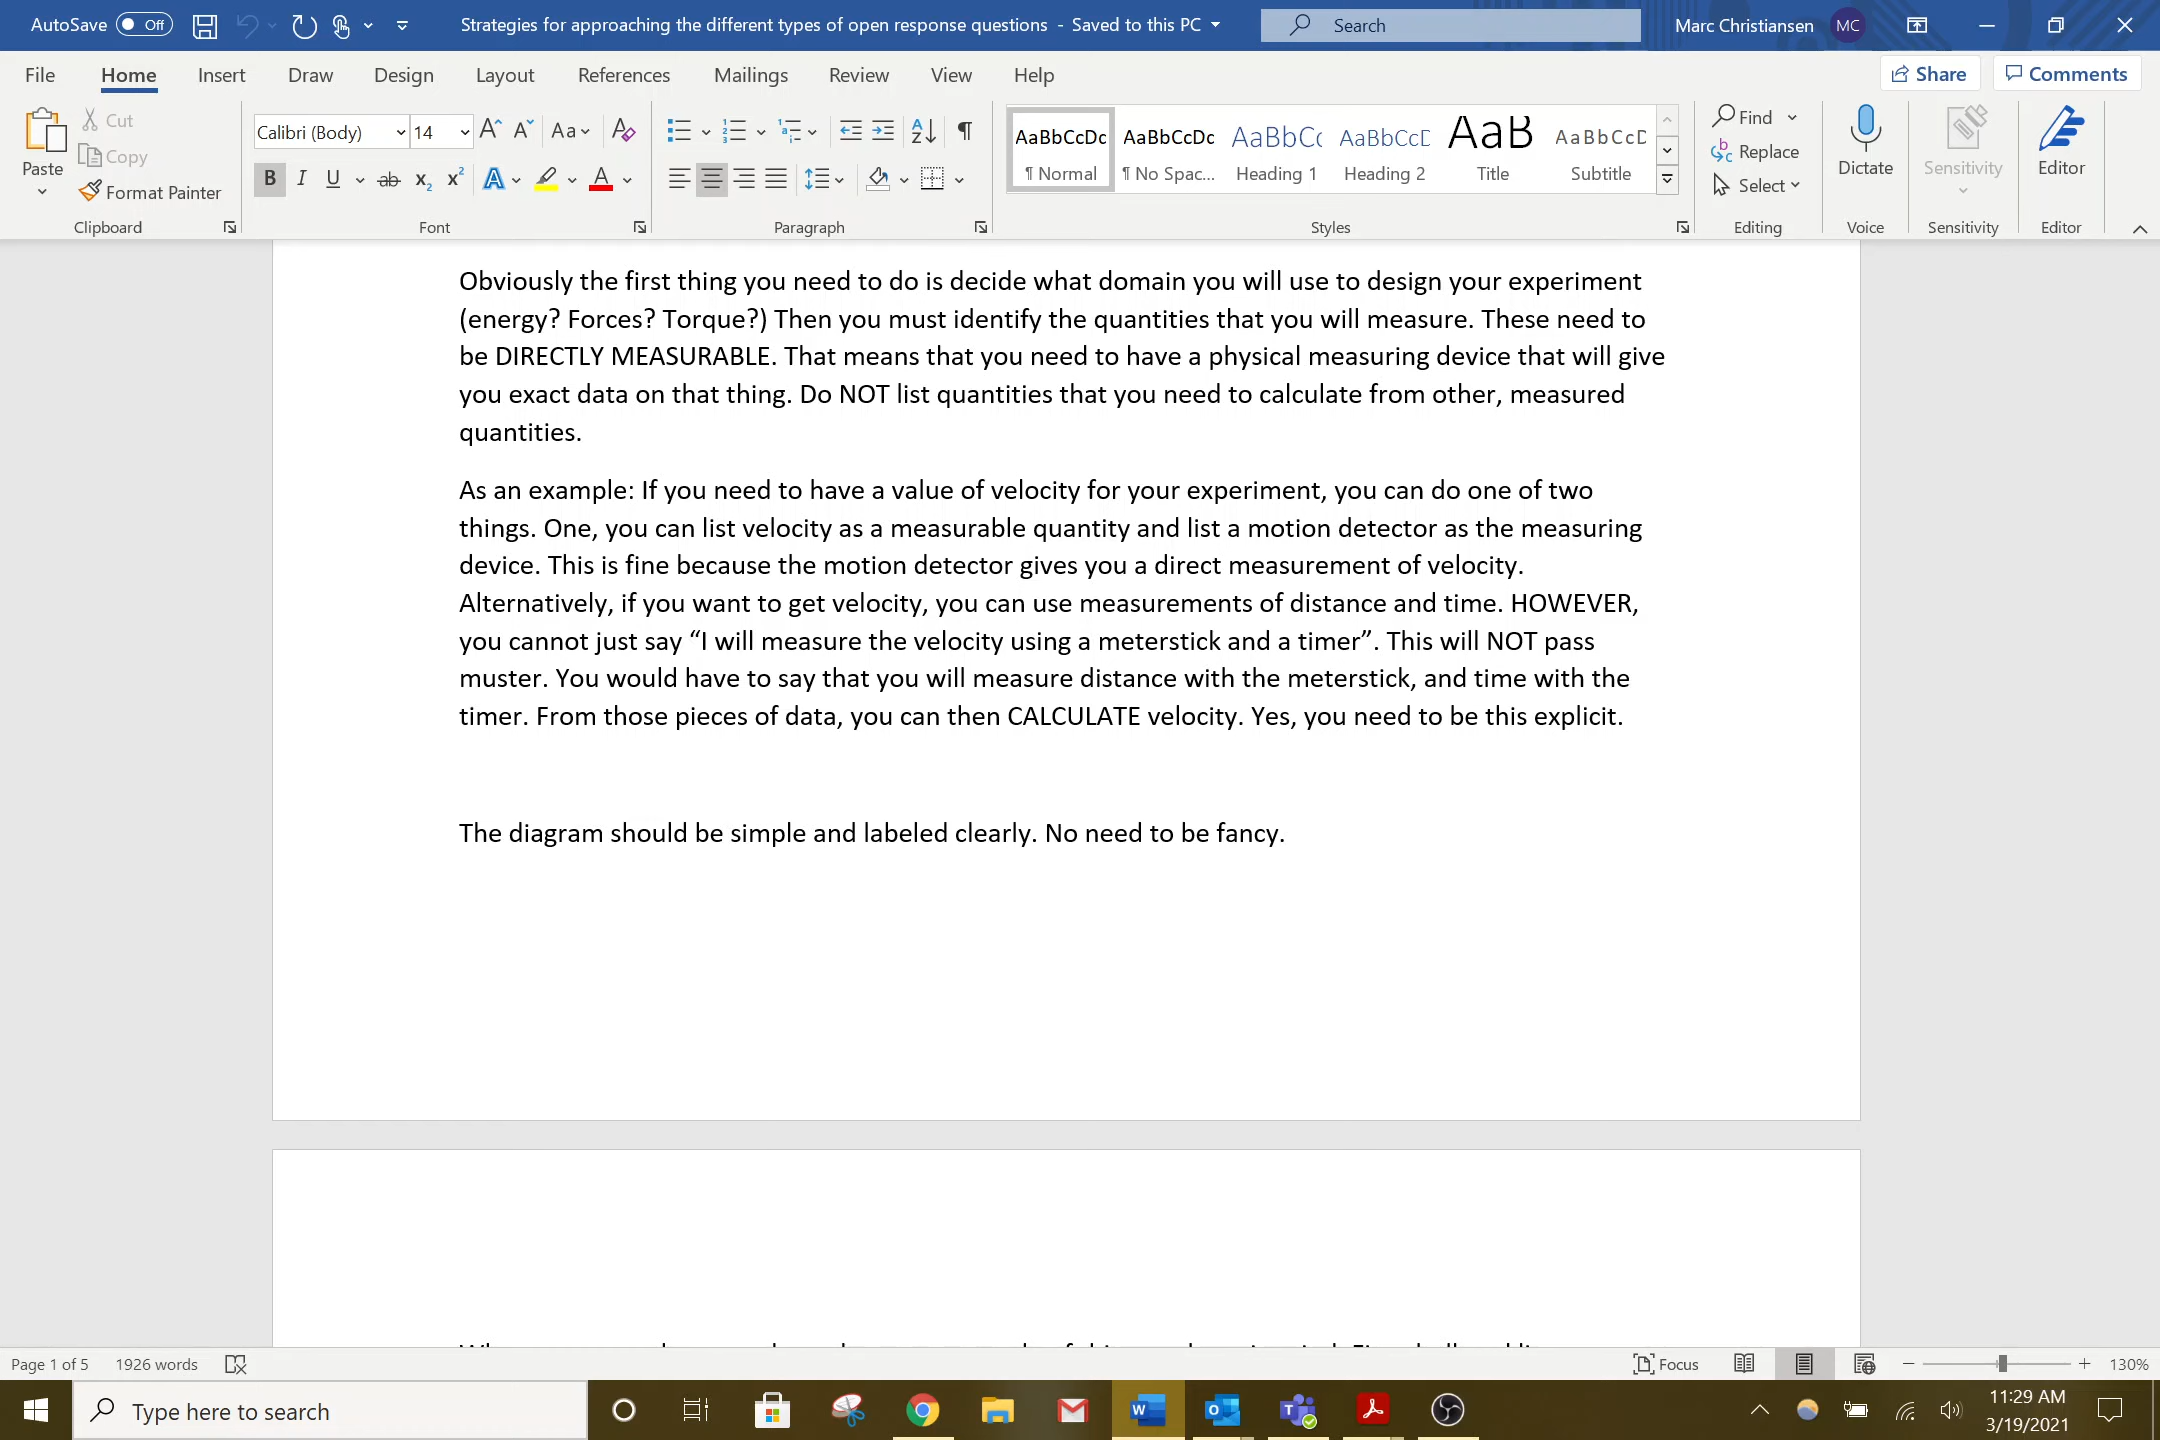 AutoSave Off Strategies for approaching the different types of open response questions - Saved to this PC Search Marc Christiansen MC
File Home Insert Draw Design Layout References Mailings Review View Help Share Comments
Paste Cut Copy Format Painter Clipboard
Calibri (Body) 14 Aa B I U ab x₂ x² A A Font
Paragraph
AaBbCcDc AaBbCcDc AaBbCc AaBbCcD AaB AaBbCcD
¶ Normal ¶ No Spac... Heading 1 Heading 2 Title Subtitle
Styles
Find Replace Select Editing
Dictate Voice
Sensitivity Sensitivity
Editor Editor
Obviously the first thing you need to do is decide what domain you will use to design your experiment
(energy? Forces? Torque?) Then you must identify the quantities that you will measure. These need to
be DIRECTLY MEASURABLE. That means that you need to have a physical measuring device that will give
you exact data on that thing. Do NOT list quantities that you need to calculate from other, measured
quantities.
As an example: If you need to have a value of velocity for your experiment, you can do one of two
things. One, you can list velocity as a measurable quantity and list a motion detector as the measuring
device. This is fine because the motion detector gives you a direct measurement of velocity.
Alternatively, if you want to get velocity, you can use measurements of distance and time. HOWEVER,
you cannot just say “I will measure the velocity using a meterstick and a timer”. This will NOT pass
muster. You would have to say that you will measure distance with the meterstick, and time with the
timer. From those pieces of data, you can then CALCULATE velocity. Yes, you need to be this explicit.
The diagram should be simple and labeled clearly. No need to be fancy.
Page 1 of 5 1926 words Focus 130%
Type here to search
11:29 AM
3/19/2021